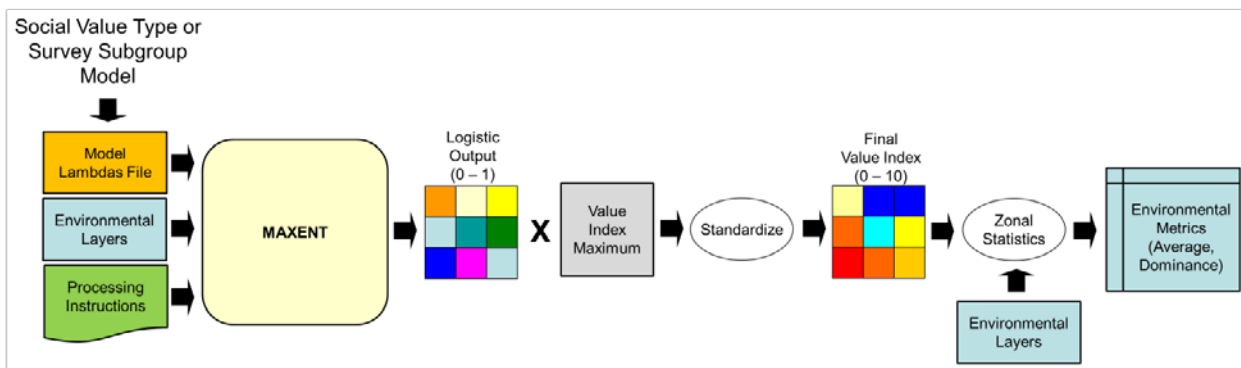 Social Value Type or
Survey Subgroup
Model
Model
Lambdas File
Environmental
Layers
Processing
Instructions
MAXENT
Logistic
Output
(0 – 1)
X
Value
Index
Maximum
Standardize
Final
Value Index
(0 – 10)
Zonal
Statistics
Environmental
Layers
Environmental
Metrics
(Average,
Dominance)